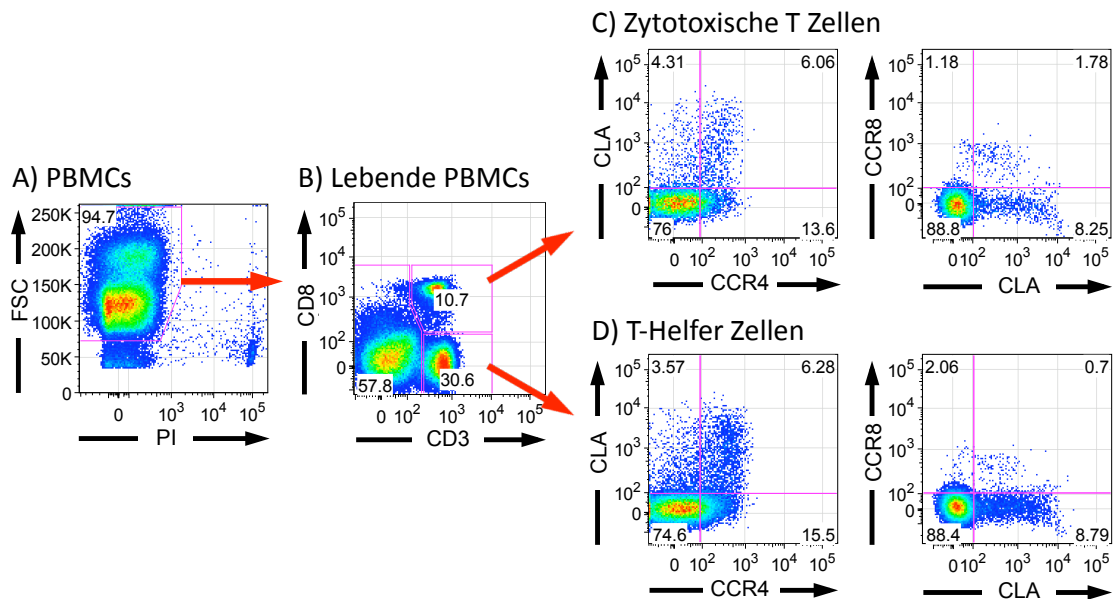 A) PBMCs
94.7
250K
200K
150K
100K
50K
0
FSC
0 10³ 10⁴ 10⁵
PI
B) Lebende PBMCs
10⁵
10⁴
10³
10²
0
CD8
10.7
57.8
30.6
0 10² 10³ 10⁴ 10⁵
CD3
C) Zytotoxische T Zellen
4.31 6.06
10⁵
10⁴
10³
10²
0
CLA
76 13.6
0 10² 10³ 10⁴ 10⁵
CCR4
1.18 1.78
10⁵
10⁴
10³
10²
0
CCR8
88.8 8.25
0 10² 10³ 10⁴ 10⁵
CLA
D) T-Helfer Zellen
3.57 6.28
10⁵
10⁴
10³
10²
0
CLA
74.6 15.5
0 10² 10³ 10⁴ 10⁵
CCR4
2.06 0.7
10⁵
10⁴
10³
10²
0
CCR8
88.4 8.79
0 10² 10³ 10⁴ 10⁵
CLA